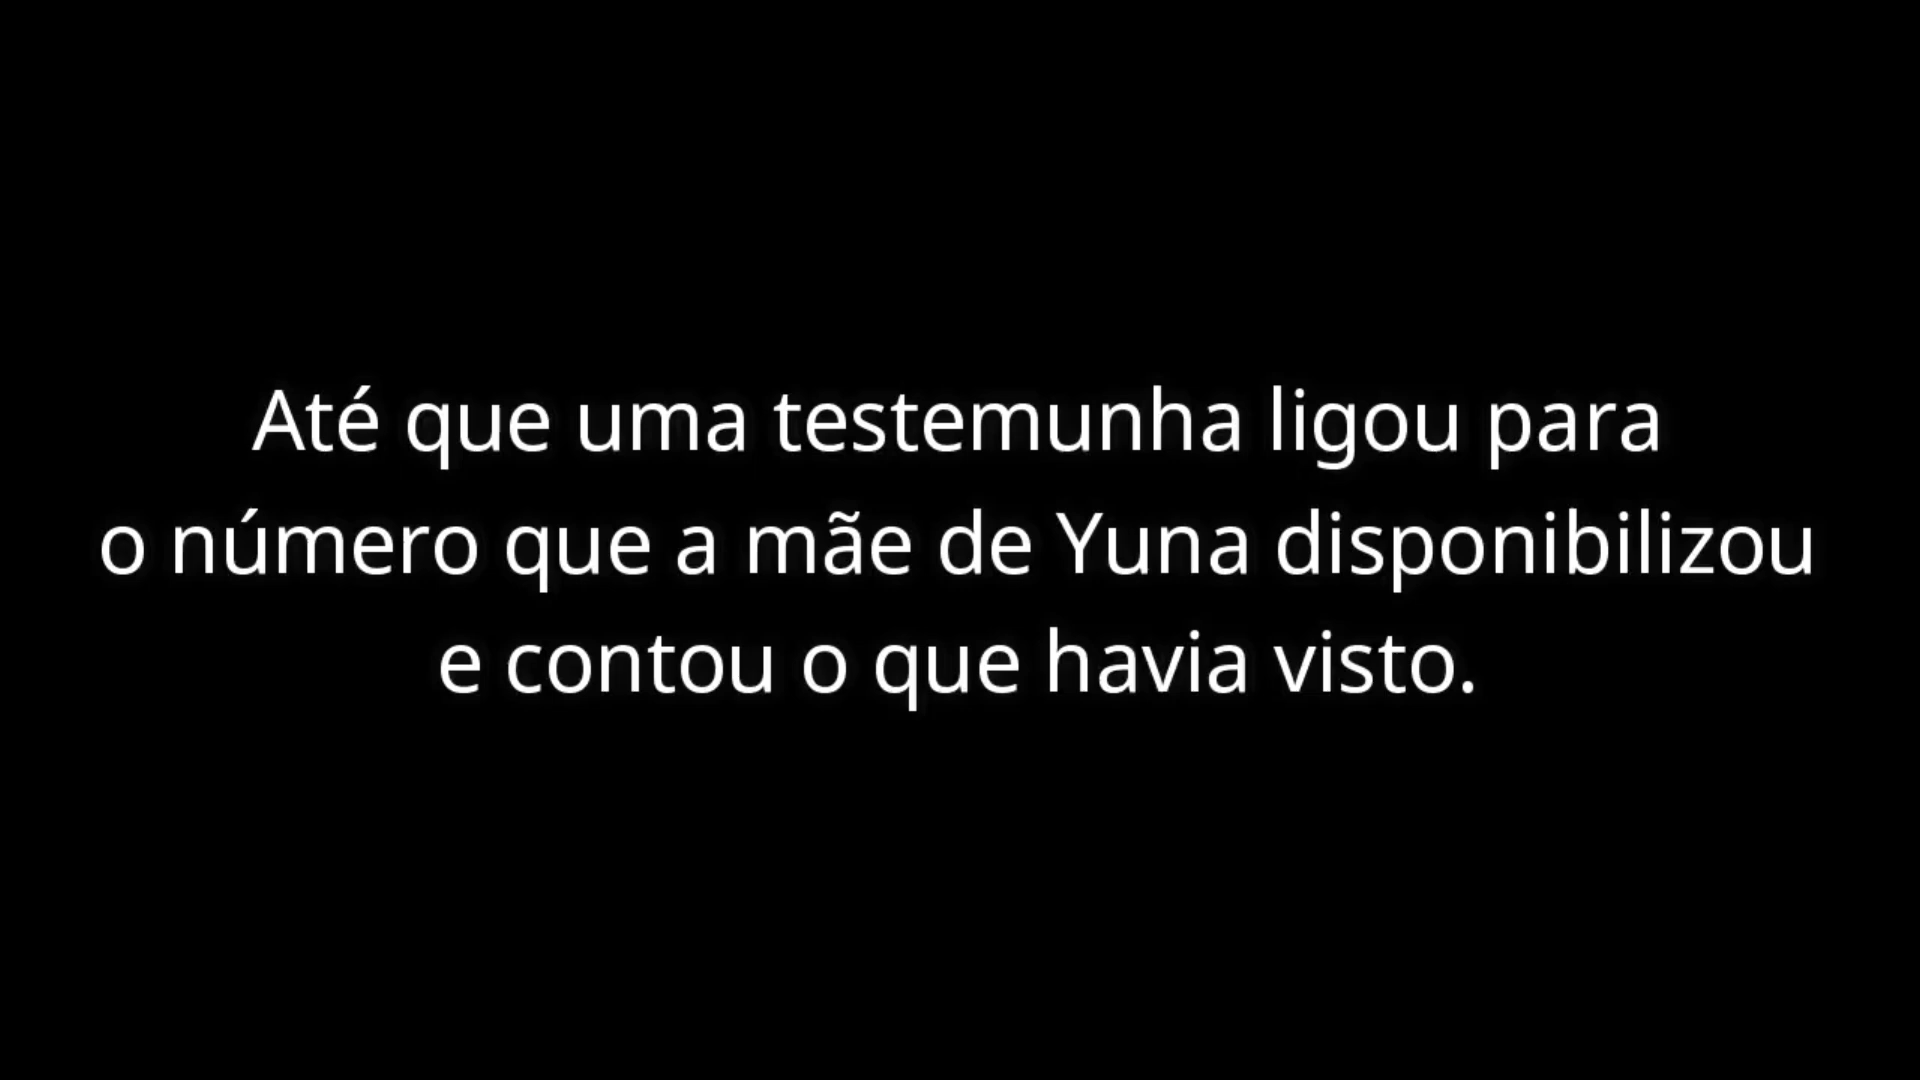 Até que uma testemunha ligou para
o número que a mãe de Yuna disponibilizou
e contou o que havia visto.